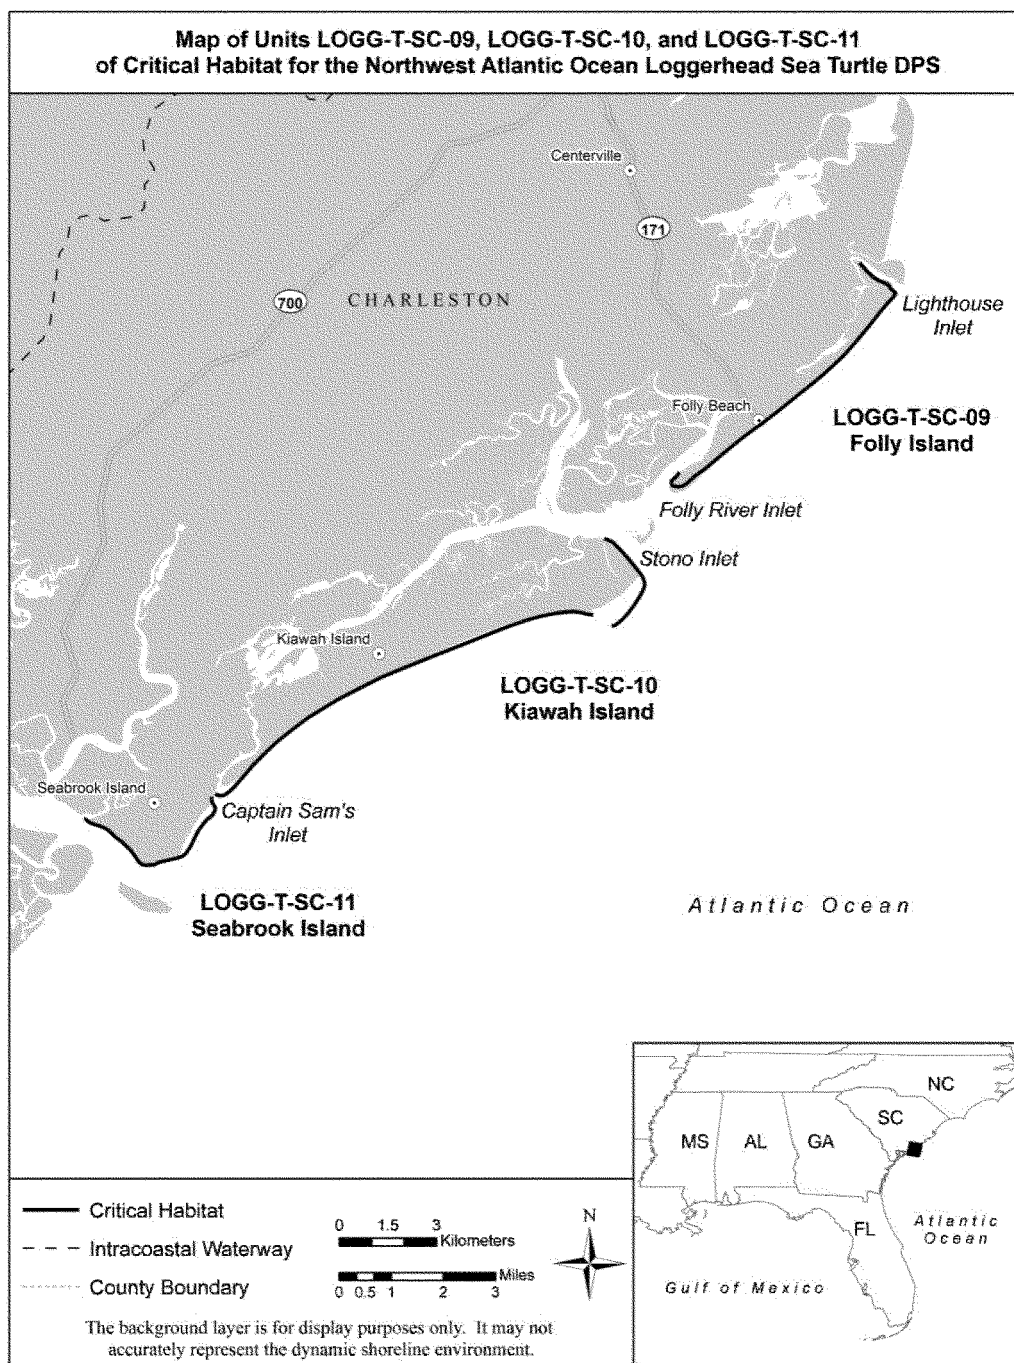 Map of Units LOGG-T-SC-09, LOGG-T-SC-10, and LOGG-T-SC-11
of Critical Habitat for the Northwest Atlantic Ocean Loggerhead Sea Turtle DPS
Centerville
171
700
CHARLESTON
Lighthouse
Inlet
Folly Beach
LOGG-T-SC-09
Folly Island
Folly River Inlet
Stono Inlet
Kiawah Island
LOGG-T-SC-10
Kiawah Island
Seabrook Island
Captain Sam's
Inlet
LOGG-T-SC-11
Seabrook Island
Atlantic Ocean
Critical Habitat
Intracoastal Waterway
County Boundary
0 1.5 3
Kilometers
Miles
0 0.5 1 2 3
N
The background layer is for display purposes only. It may not
accurately represent the dynamic shoreline environment.
NC
SC
MS AL GA
FL
Atlantic
Ocean
Gulf of Mexico